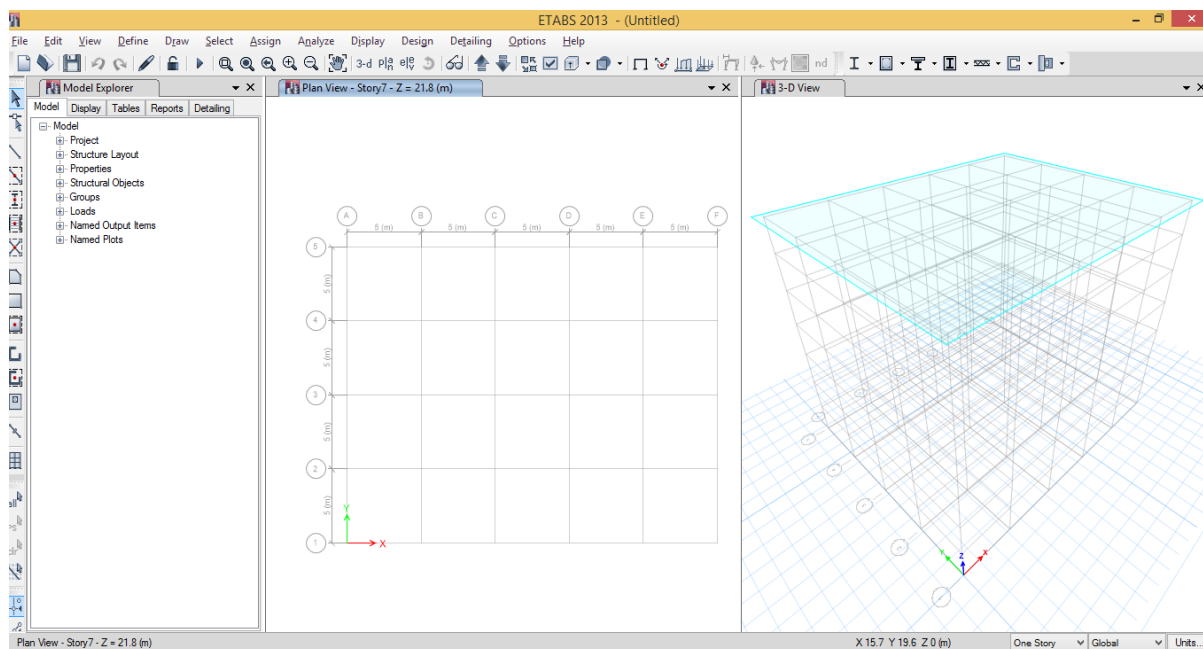 ETABS 2013 - (Untitled)
File Edit View Define Draw Select Assign Analyze Display Design Detailing Options Help
3-d Plan elev nd
Model Explorer
Model Display Tables Reports Detailing
Model
Project
Structure Layout
Properties
Structural Objects
Groups
Loads
Named Output Items
Named Plots
Plan View - Story7 - Z = 21.8 (m)
A B C D E F
5 (m) 5 (m) 5 (m) 5 (m) 5 (m)
5
5 (m)
4
5 (m)
3
5 (m)
2
5 (m)
Y
1
X
3-D View
Y Z X
all
Plan View - Story7 - Z = 21.8 (m)
X 15.7 Y 19.6 Z 0 (m)
One Story
Global
Units...